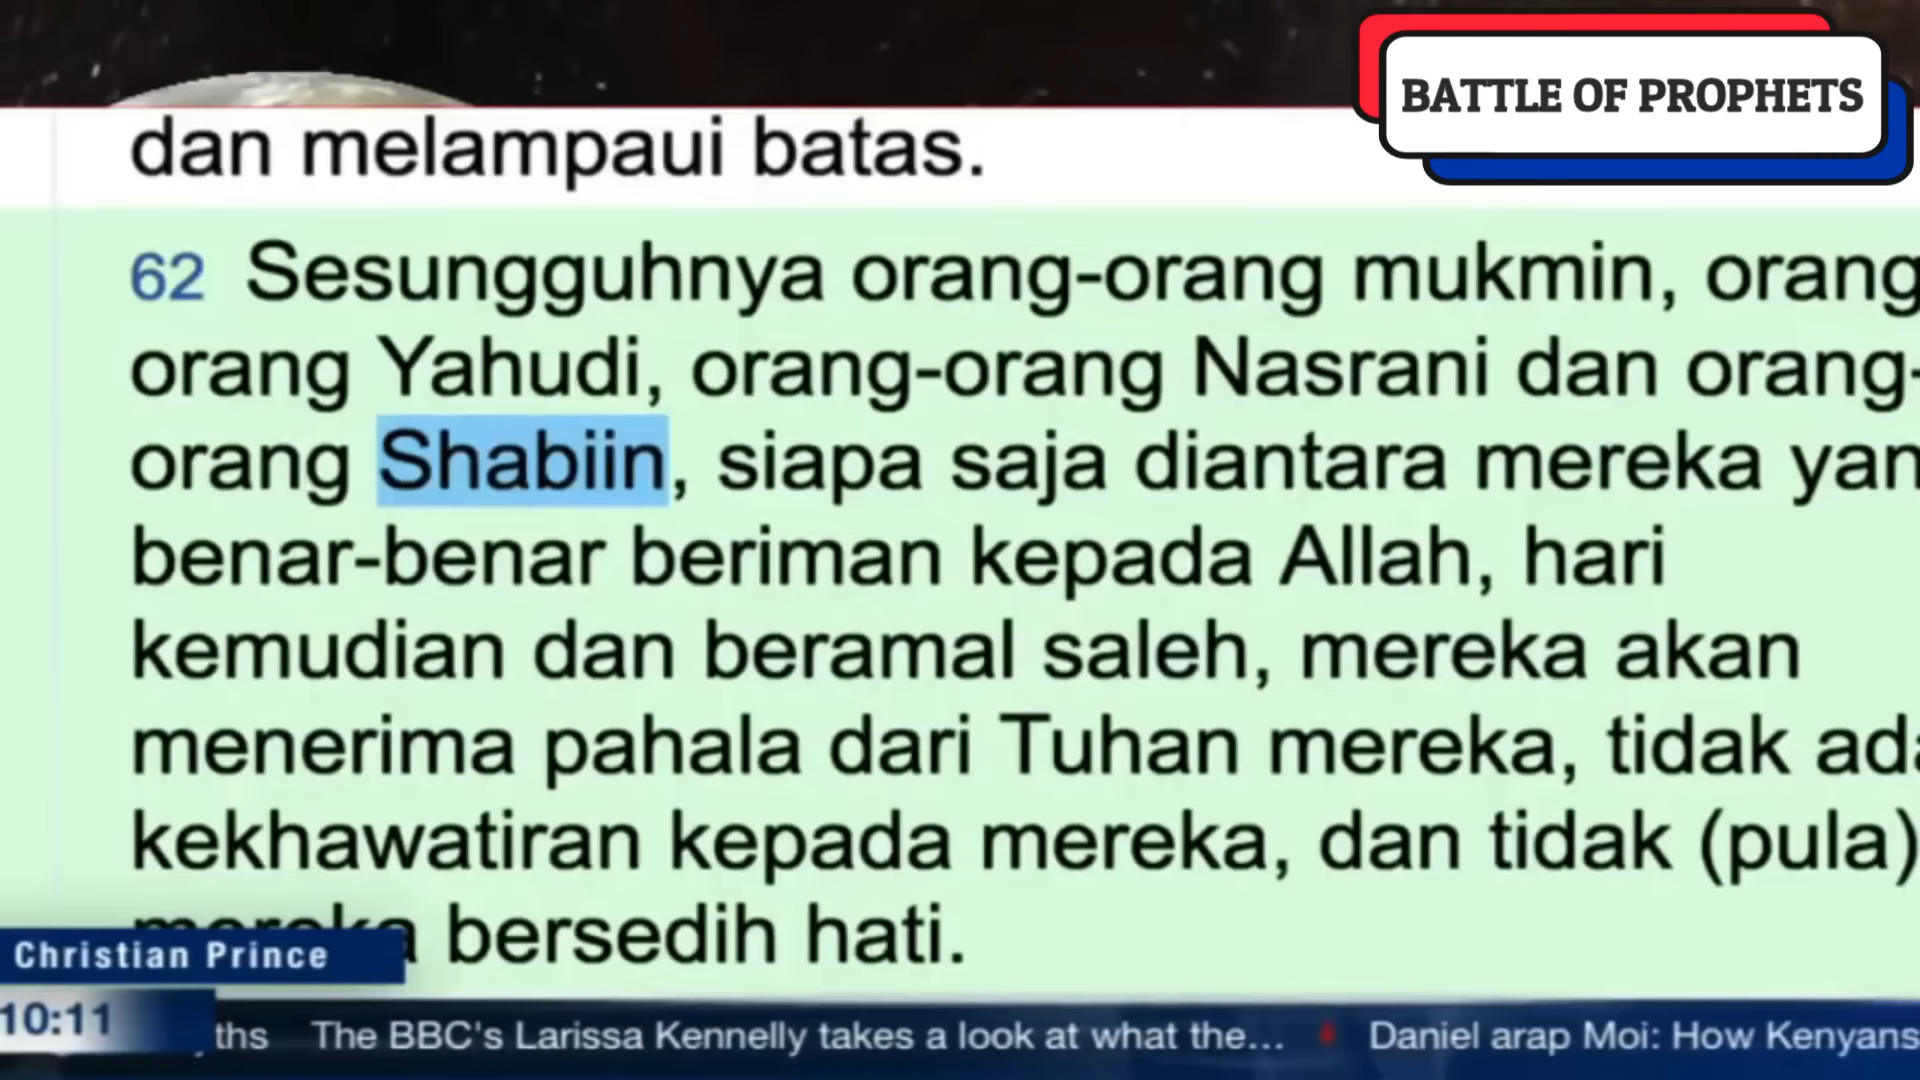 BATTLE OF PROPHETS
dan melampaui batas.
62 Sesungguhnya orang-orang mukmin, orang
orang Yahudi, orang-orang Nasrani dan orang-
orang Shabiin, siapa saja diantara mereka yan
benar-benar beriman kepada Allah, hari
kemudian dan beramal saleh, mereka akan
menerima pahala dari Tuhan mereka, tidak ada
kekhawatiran kepada mereka, dan tidak (pula)
mereka bersedih hati.
Christian Prince
10:11
ths The BBC's Larissa Kennelly takes a look at what the... Daniel arap Moi: How Kenyans